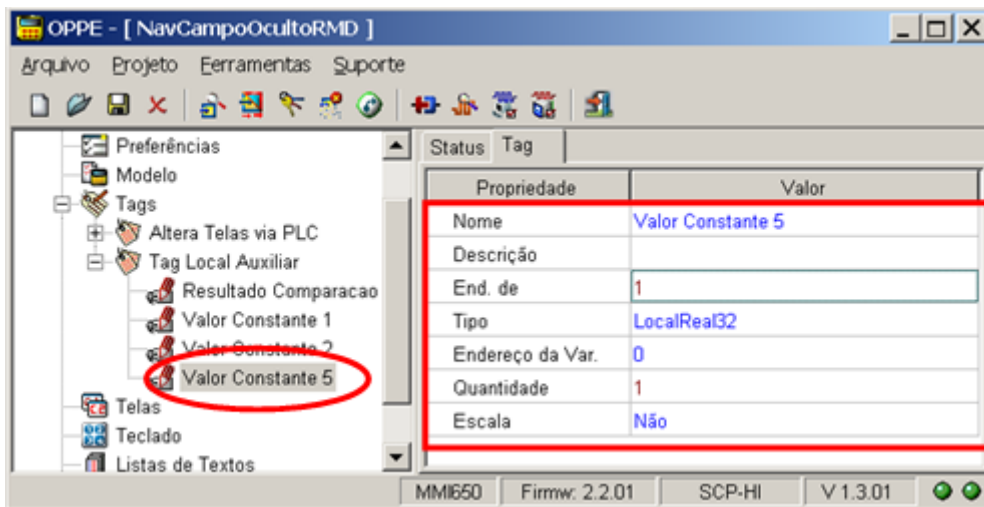 OPPE - [ NavCampoOcultoRMD ]
Arquivo Projeto Ferramentas Suporte
Preferências
Modelo
Tags
Altera Telas via PLC
Tag Local Auxiliar
Resultado Comparacao
Valor Constante 1
Valor Constante 2
Valor Constante 5
Telas
Teclado
Listas de Textos
Status Tag
Propriedade Valor
Nome Valor Constante 5
Descrição
End. de 1
Tipo LocalReal32
Endereço da Var. 0
Quantidade 1
Escala Não
MMI650 Firmw: 2.2.01 SCP-HI V 1.3.01